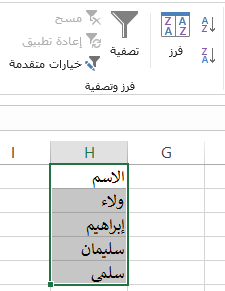 مسح
إعادة تطبيق
خيارات متقدمة
تصفية
فرز
A Z
Z A
Z A
A Z
Z A
فرز وتصفية
I H G
الاسم
ولاء
إبراهيم
سليمان
سلمى